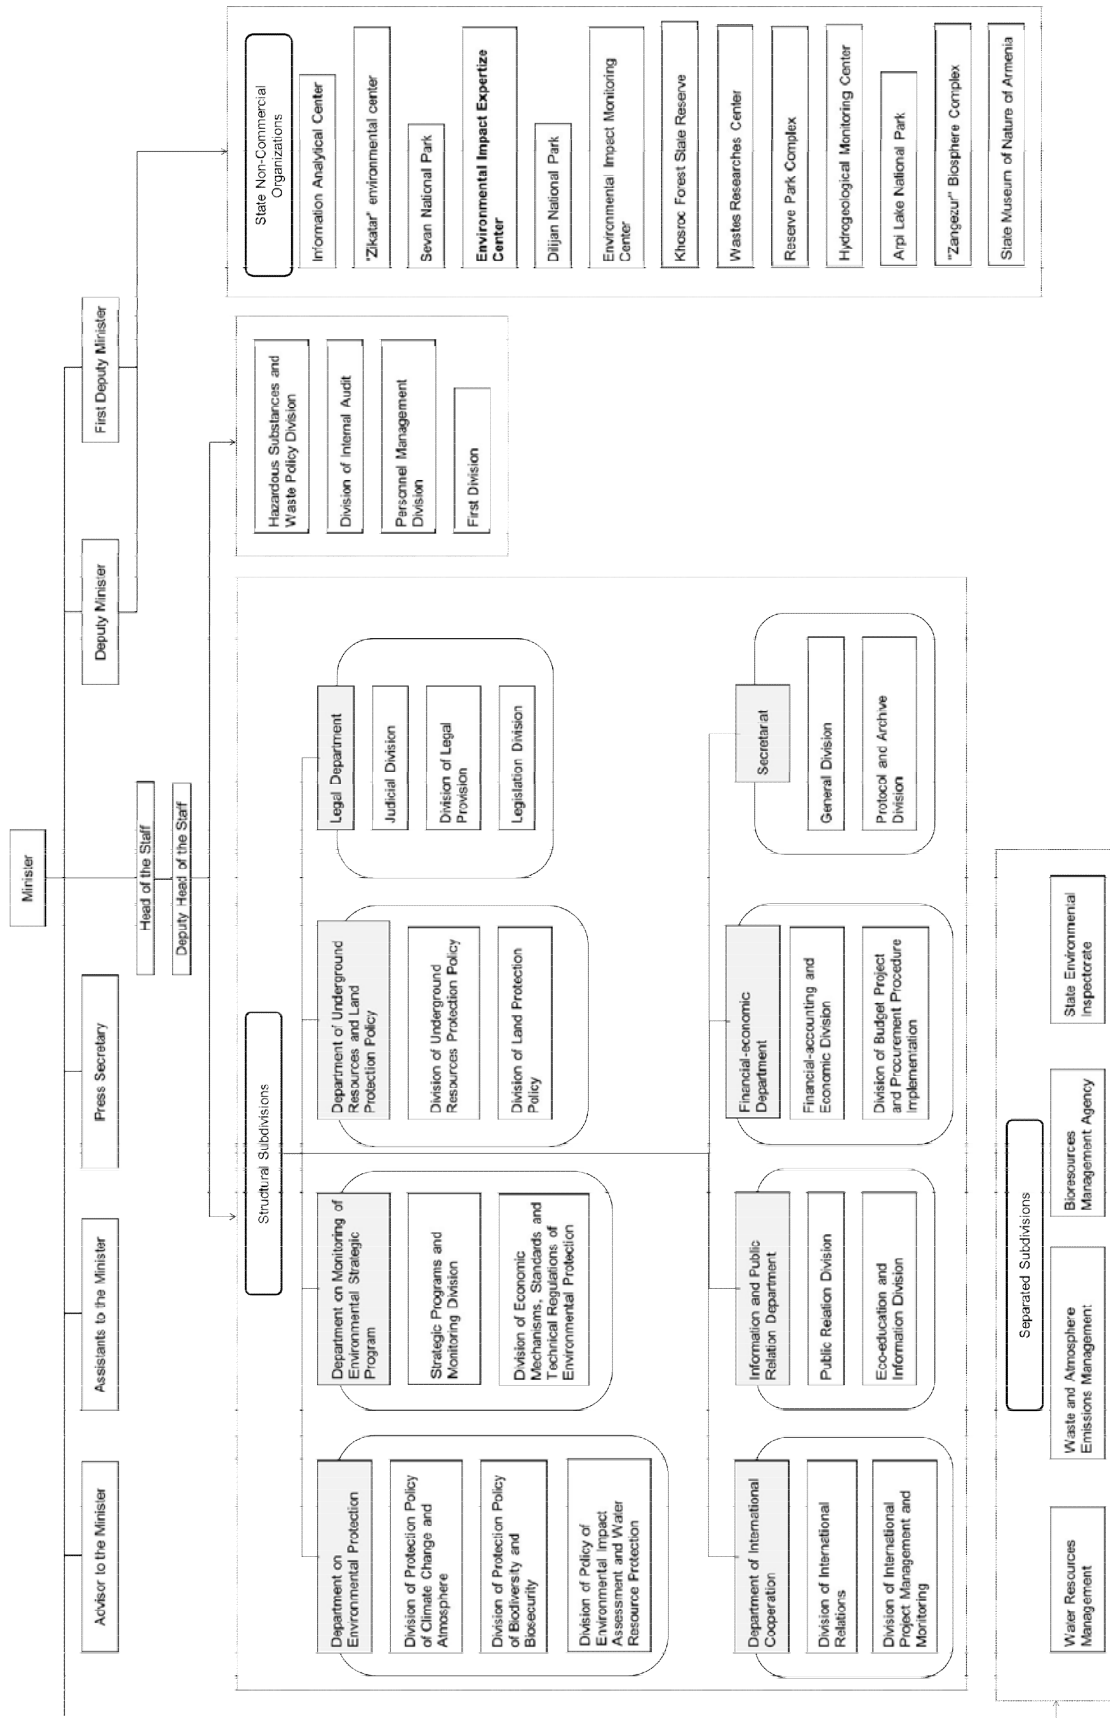 Minister
Advisor to the Minister
Assistants to the Minister
Press Secretary
Deputy Minister
First Deputy Minister
Head of the Staff
Deputy Head of the Staff
Structural Subdivisions
Department on
Environmental Protection
Division of Protection Policy
of Climate Change and
Atmosphere
Division of Protection Policy
of Biodiversity and
Biosecurity
Division of Policy of
Environmental Impact
Assessment and Water
Resource Protection
Department on Monitoring of
Environmental Strategic
Program
Strategic Programs and
Monitoring Division
Division of Economic
Mechanisms, Standards and
Technical Regulations of
Environmental Protection
Department of Underground
Resources and Land
Protection Policy
Division of Underground
Resources Protection Policy
Division of Land Protection
Policy
Legal Department
Judicial Division
Division of Legal
Provision
Legislation Division
Department of International
Cooperation
Division of International
Relations
Division of International
Project Management and
Monitoring
Information and Public
Relation Department
Public Relation Division
Eco-education and
Information Division
Financial-economic
Department
Financial-accounting and
Economic Division
Division of Budget Project
and Procurement Procedure
Implementation
Secretariat
General Division
Protocol and Archive
Division
Hazardous Substances and
Waste Policy Division
Division of Internal Audit
Personnel Management
Division
First Division
State Non-Commercial
Organizations
Information Analytical Center
"Zikatar" environmental center
Sevan National Park
Environmental Impact Expertize
Center
Dilijan National Park
Environmental Impact Monitoring
Center
Khosroc Forest State Reserve
Wastes Researches Center
Reserve Park Complex
Hydrogeological Monitoring Center
Arpi Lake National Park
"Zangezur" Biosphere Complex
State Museum of Nature of Armenia
Separated Subdivisions
Water Resources
Management
Waste and Atmosphere
Emissions Management
Bioresources
Management Agency
State Environmental
Inspectorate